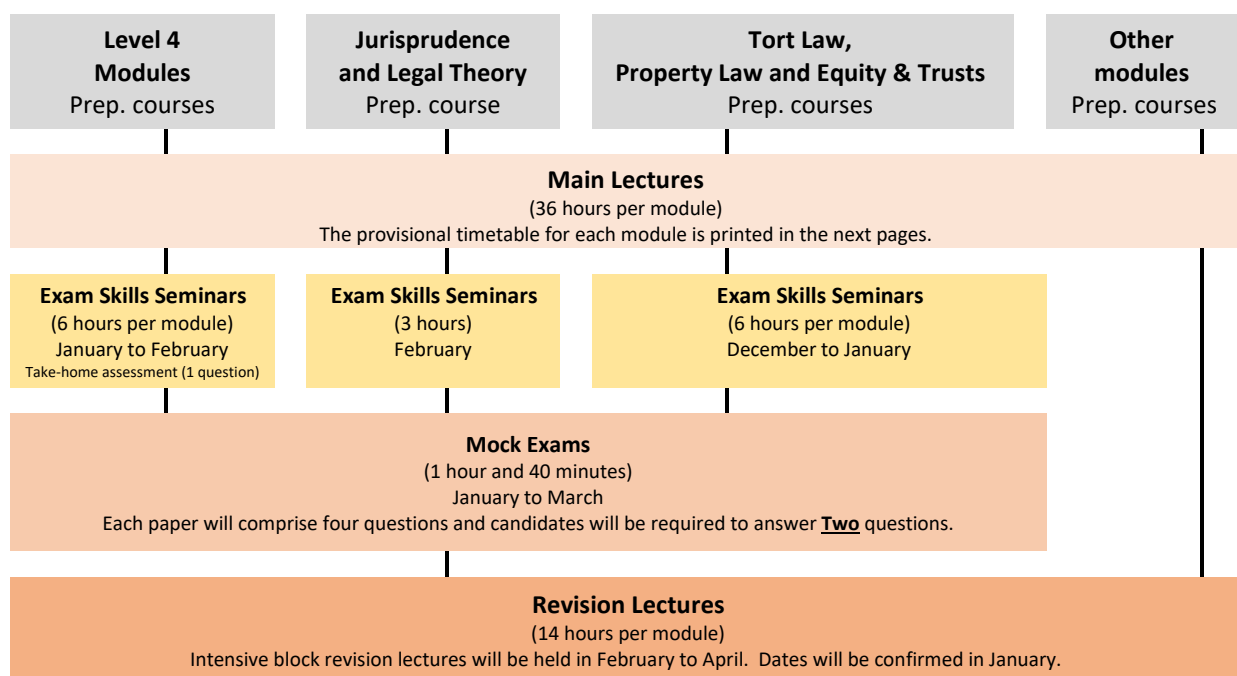 Level 4
Modules
Prep. courses
Jurisprudence
and Legal Theory
Prep. course
Tort Law,
Property Law and Equity & Trusts
Prep. courses
Other
modules
Prep. courses
Main Lectures
(36 hours per module)
The provisional timetable for each module is printed in the next pages.
Exam Skills Seminars
(6 hours per module)
January to February
Take-home assessment (1 question)
Exam Skills Seminars
(3 hours)
February
Exam Skills Seminars
(6 hours per module)
December to January
Mock Exams
(1 hour and 40 minutes)
January to March
Each paper will comprise four questions and candidates will be required to answer Two questions.
Revision Lectures
(14 hours per module)
Intensive block revision lectures will be held in February to April.  Dates will be confirmed in January.